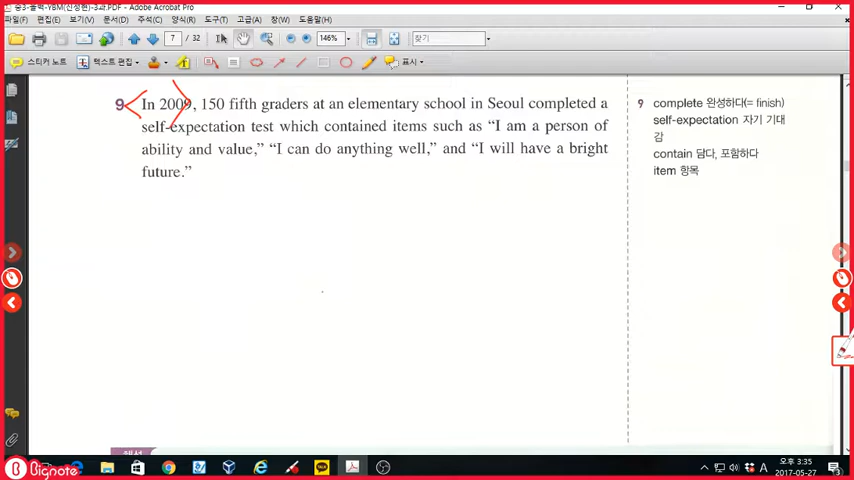 중3-올백-YBM(신정현)-3과.PDF - Adobe Acrobat Pro
파일(F) 편집(E) 보기(V) 문서(D) 주석(C) 양식(R) 도구(T) 고급(A) 창(W) 도움말(H)
7 / 32 146% 찾기
스티커 노트 텍스트 편집 표시
9 In 2009, 150 fifth graders at an elementary school in Seoul completed a
self-expectation test which contained items such as “I am a person of
ability and value,” “I can do anything well,” and “I will have a bright
future.”
9 complete 완성하다(= finish)
self-expectation 자기 기대
감
contain 담다, 포함하다
item 항목
해석
Bignote
A 오후 3:35
2017-05-27